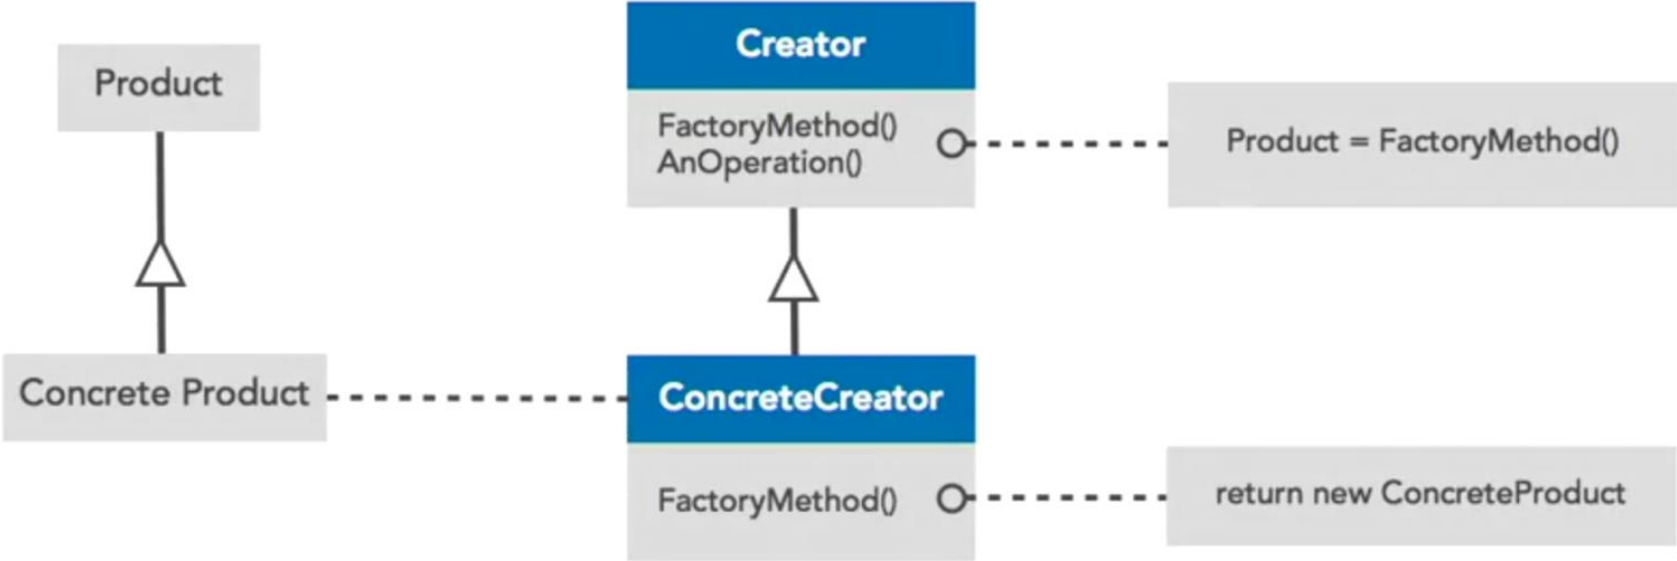 Product
Creator
FactoryMethod()
AnOperation()
Product = FactoryMethod()
Concrete Product
ConcreteCreator
FactoryMethod()
return new ConcreteProduct